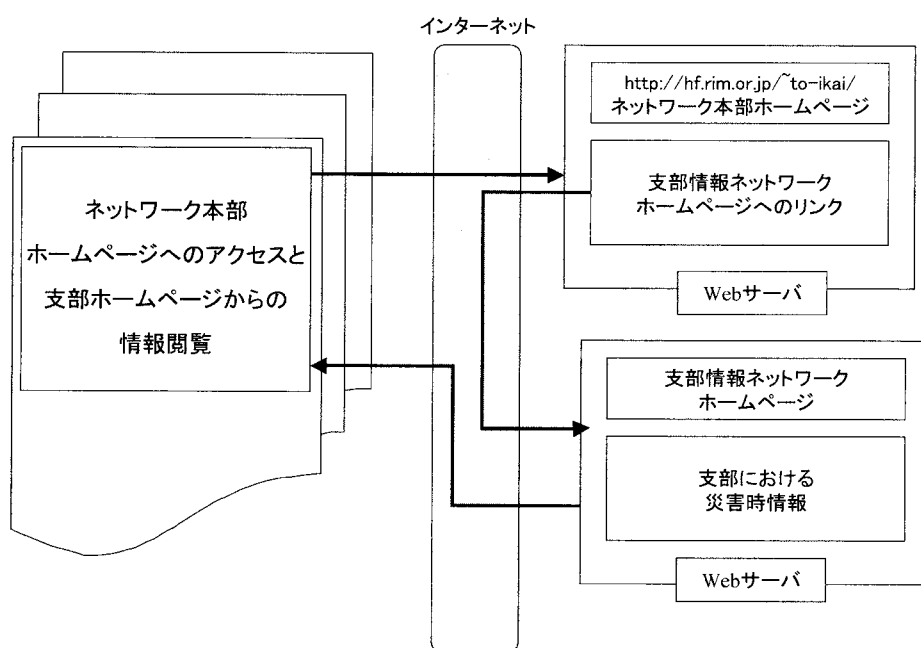 インターネット
ネットワーク本部
ホームページへのアクセスと
支部ホームページからの
情報閲覧
http://hf.rim.or.jp/~to-ikai/
ネットワーク本部ホームページ
支部情報ネットワーク
ホームページへのリンク
Webサーバ
支部情報ネットワーク
ホームページ
支部における
災害時情報
Webサーバ